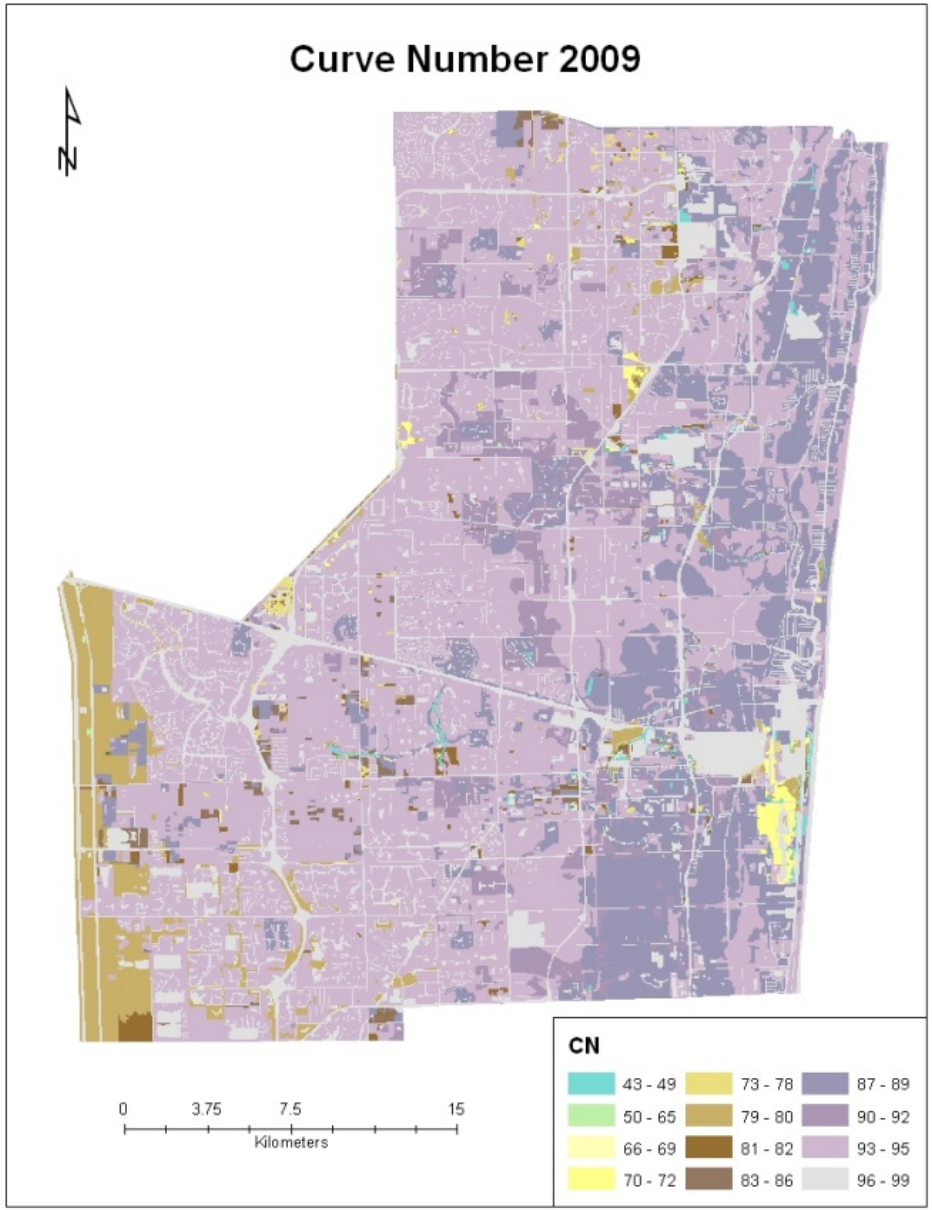 Curve Number 2009
N
0 3.75 7.5 15
Kilometers
CN
43 - 49 73 - 78 87 - 89
50 - 65 79 - 80 90 - 92
66 - 69 81 - 82 93 - 95
70 - 72 83 - 86 96 - 99